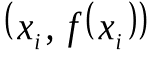 (x_i, f(x_i))